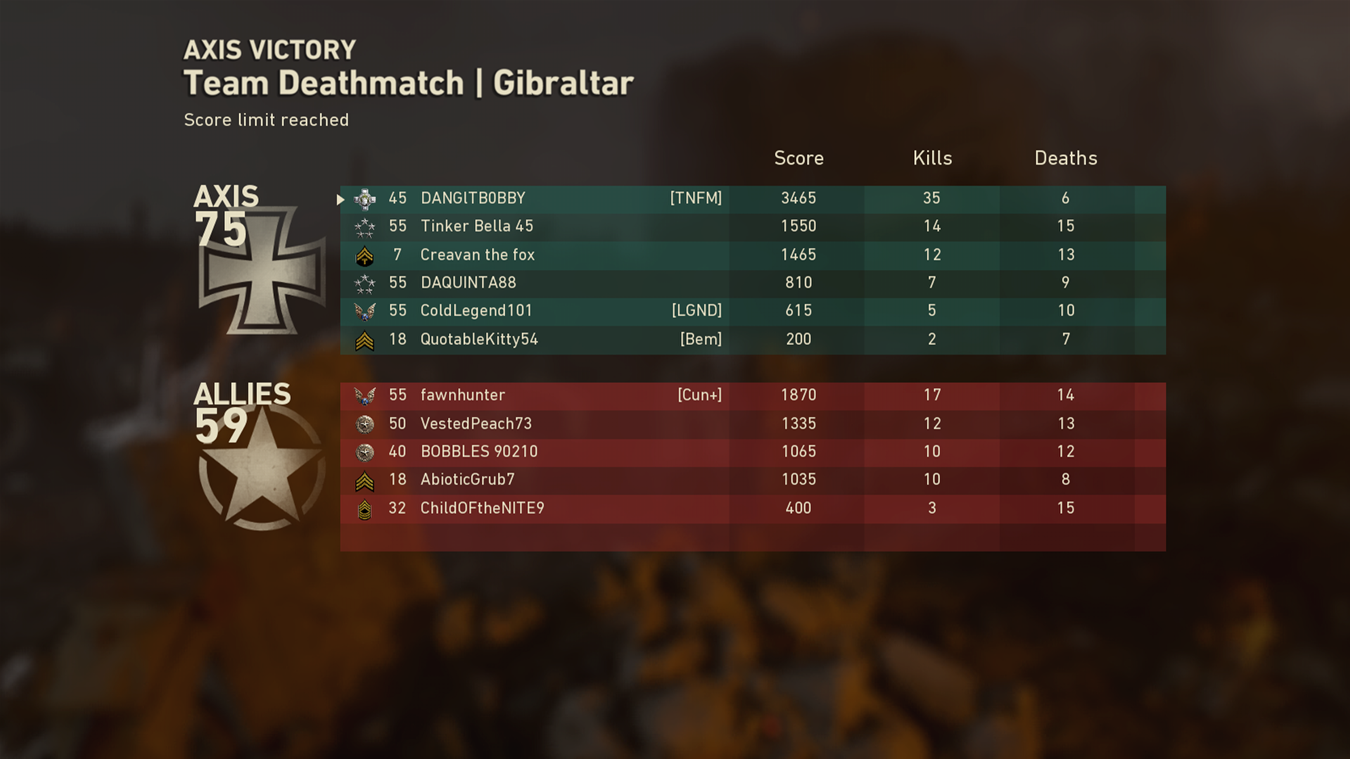 AXIS VICTORY
Team Deathmatch | Gibraltar
Score limit reached
Score Kills Deaths
AXIS
75
45 DANGlTB0BBY [TNFM] 3465 35 6
55 Tinker Bella 45 1550 14 15
7 Creavan the fox 1465 12 13
55 DAQUINTA88 810 7 9
55 ColdLegend101 [LGND] 615 5 10
18 QuotableKitty54 [Bem] 200 2 7
ALLIES
59
55 fawnhunter [Cun+] 1870 17 14
50 VestedPeach73 1335 12 13
40 BOBBLES 90210 1065 10 12
18 AbioticGrub7 1035 10 8
32 ChildOFtheNITE9 400 3 15